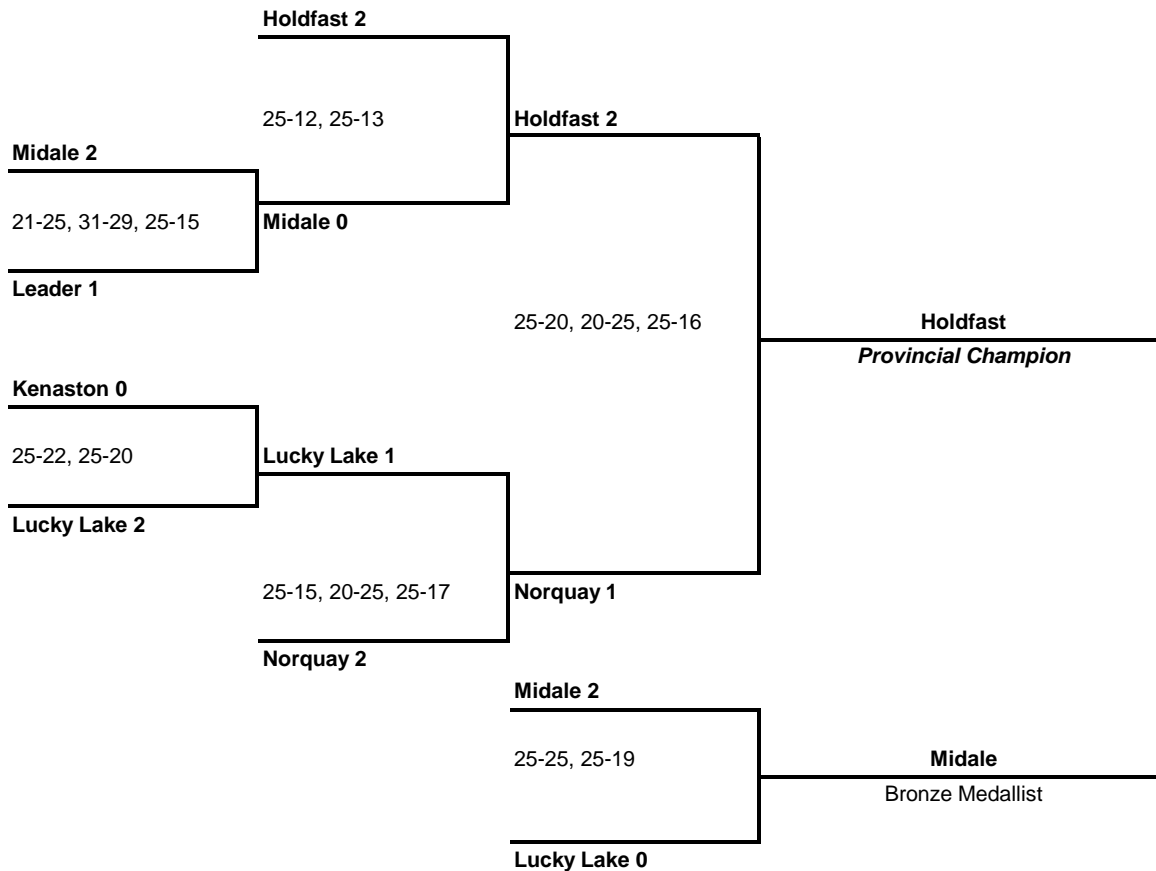 Holdfast 2
25-12, 25-13
Holdfast 2
Midale 2
21-25, 31-29, 25-15
Midale 0
Leader 1
25-20, 20-25, 25-16
Holdfast
Provincial Champion
Kenaston 0
25-22, 25-20
Lucky Lake 1
Lucky Lake 2
25-15, 20-25, 25-17
Norquay 1
Norquay 2
Midale 2
25-25, 25-19
Midale
Bronze Medallist
Lucky Lake 0